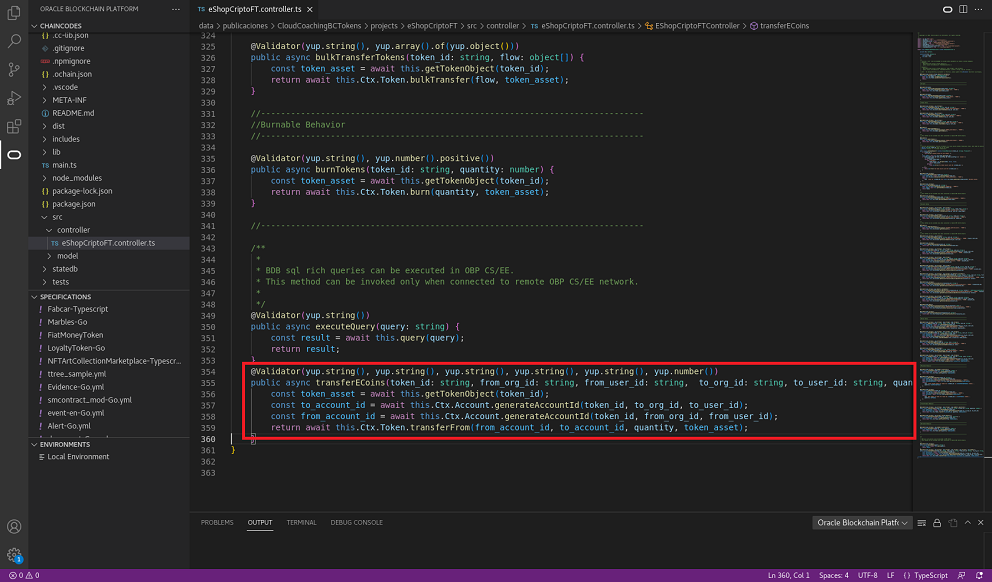 ORACLE BLOCKCHAIN PLATFORM
CHAINCODES
{} .cc-lib.json
.gitignore
.npmignore
{} .ochain.json
.vscode
META-INF
README.md
dist
includes
lib
TS main.ts
node_modules
{} package-lock.json
{} package.json
src
controller
TS eShopCriptoFT.controller.ts
model
statedb
tests
SPECIFICATIONS
! Fabcar-Typescript
! Marbles-Go
! FiatMoneyToken
! LoyaltyToken-Go
! NFTArtCollectionMarketplace-Typescr...
! ttree_sample.yml
! Evidence-Go.yml
! smcontract_mod-Go.yml
! event-en-Go.yml
! Alert-Go.yml
ENVIRONMENTS
Local Environment
1
TS eShopCriptoFT.controller.ts
data > publicaciones > CloudCoachingBCTokens > projects > eShopCriptoFT > src > controller > TS eShopCriptoFT.controller.ts > EShopCriptoFTController > transferECoins
324
325 @Validator(yup.string(), yup.array().of(yup.object()))
326 public async bulkTransferTokens(token_id: string, flow: object[]) {
327 const token_asset = await this.getTokenObject(token_id);
328
329 return await this.Ctx.Token.bulkTransfer(flow, token_asset);
330 }
331 //----------------------------------------------------------------------------
332 //Burnable Behavior
333 //----------------------------------------------------------------------------
334
335 @Validator(yup.string(), yup.number().positive())
336 public async burnTokens(token_id: string, quantity: number) {
337 const token_asset = await this.getTokenObject(token_id);
338 return await this.Ctx.Token.burn(quantity, token_asset);
339 }
340
341 //----------------------------------------------------------------------------
342
343 /**
344 *
345 * BDB sql rich queries can be executed in OBP CS/EE.
346 * This method can be invoked only when connected to remote OBP CS/EE network.
347 *
348 */
349 @Validator(yup.string())
350 public async executeQuery(query: string) {
351 const result = await this.query(query);
352 return result;
353 }
354 @Validator(yup.string(), yup.string(), yup.string(), yup.string(), yup.string(), yup.number())
355 public async transferECoins(token_id: string, from_org_id: string, from_user_id: string, to_org_id: string, to_user_id: string, quan
356 const token_asset = await this.getTokenObject(token_id);
357 const to_account_id = await this.Ctx.Account.generateAccountId(token_id, to_org_id, to_user_id);
358 const from_account_id = await this.Ctx.Account.generateAccountId(token_id, from_org_id, from_user_id);
359 return await this.Ctx.Token.transferFrom(from_account_id, to_account_id, quantity, token_asset);
360 }
361 }
362
363
PROBLEMS OUTPUT TERMINAL DEBUG CONSOLE
Oracle Blockchain Platfo
0 0 Ln 360, Col 1 Spaces: 4 UTF-8 LF {} TypeScript